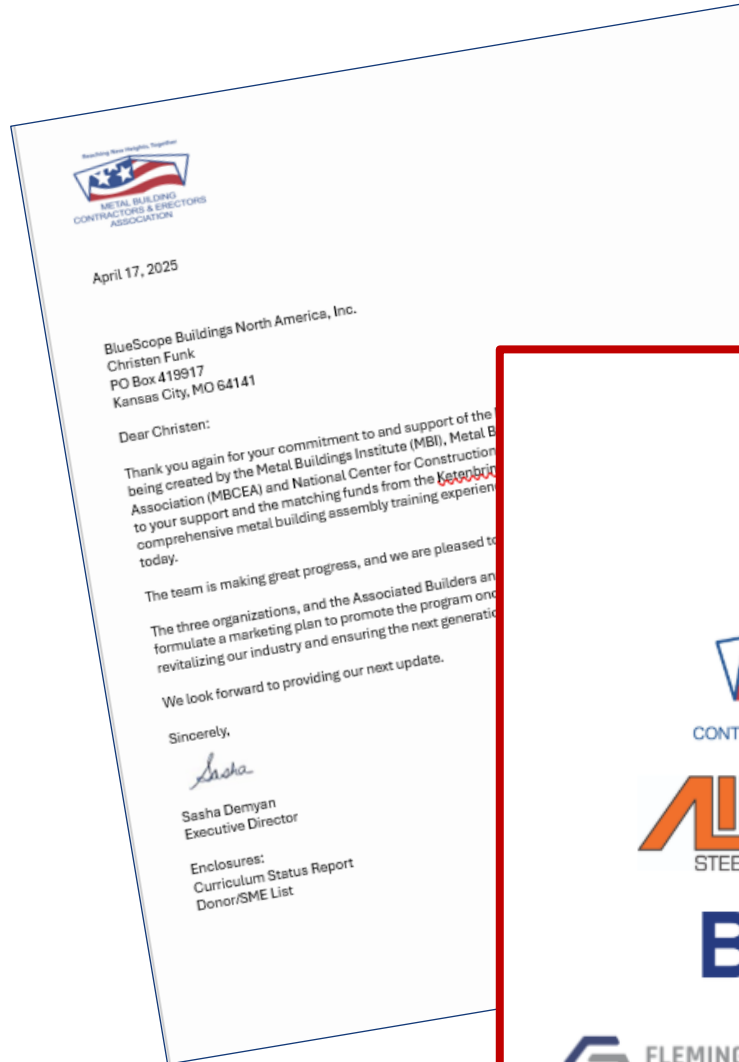 Reaching New Heights, Together
METAL BUILDING
CONTRACTORS & ERECTORS
ASSOCIATION
April 17, 2025
BlueScope Buildings North America, Inc.
Christen Funk
PO Box 419917
Kansas City, MO 64141
Dear Christen:
Thank you again for your commitment to and support of the
being created by the Metal Buildings Institute (MBI), Metal B
Association (MBCEA) and National Center for Construction
to your support and the matching funds from the Ketenbrin
comprehensive metal building assembly training experien
today.
The team is making great progress, and we are pleased to
The three organizations, and the Associated Builders an
formulate a marketing plan to promote the program onc
revitalizing our industry and ensuring the next generatio
We look forward to providing our next update.
Sincerely,
Sasha
Sasha Demyan
Executive Director
Enclosures:
Curriculum Status Report
Donor/SME List
CONT
STEE
B
FLEMING